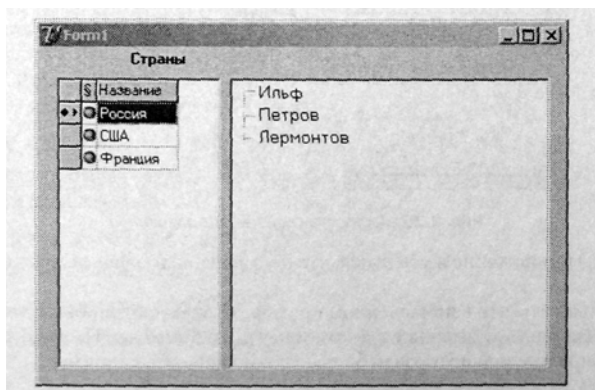 Form1
Страны
§ Название
Россия
США
Франция
Ильф
Петров
Лермонтов